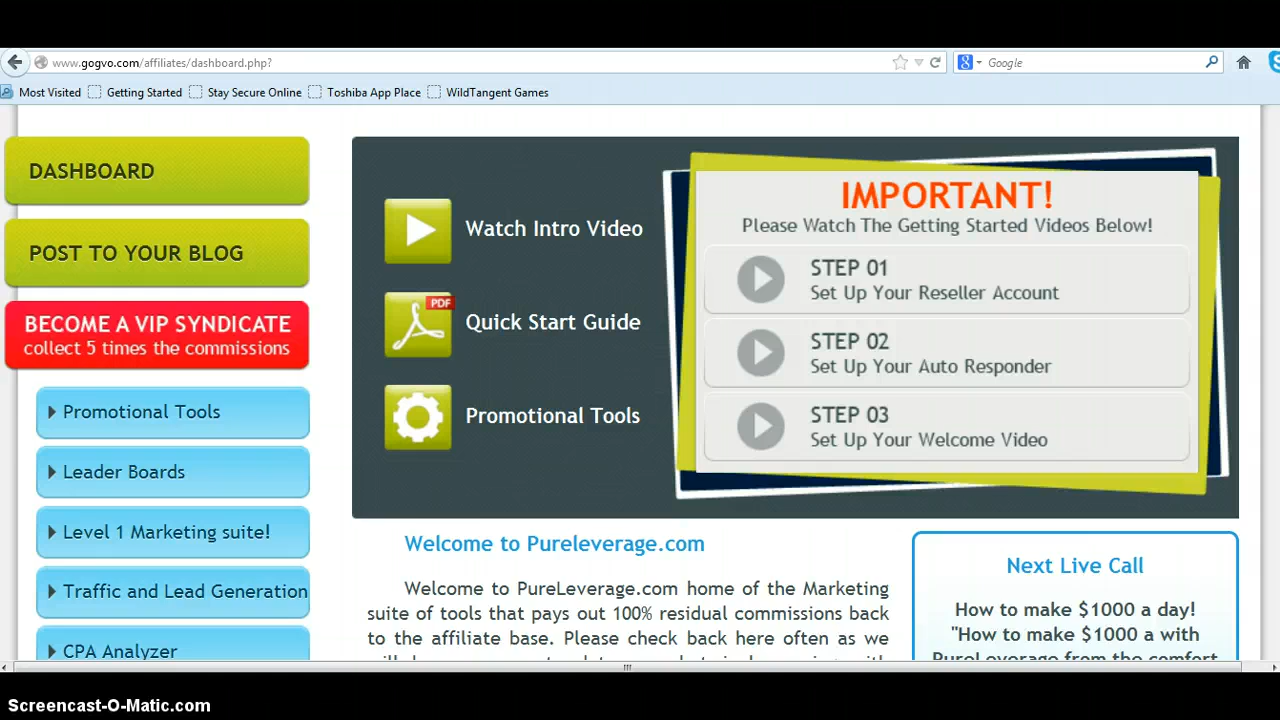 www.gogvo.com/affiliates/dashboard.php?
Google
Most Visited
Getting Started
Stay Secure Online
Toshiba App Place
WildTangent Games
DASHBOARD
POST TO YOUR BLOG
BECOME A VIP SYNDICATE
collect 5 times the commissions
Promotional Tools
Leader Boards
Level 1 Marketing suite!
Traffic and Lead Generation
CPA Analyzer
Watch Intro Video
PDF
Quick Start Guide
Promotional Tools
IMPORTANT!
Please Watch The Getting Started Videos Below!
STEP 01
Set Up Your Reseller Account
STEP 02
Set Up Your Auto Responder
STEP 03
Set Up Your Welcome Video
Welcome to Pureleverage.com
Welcome to PureLeverage.com home of the Marketing
suite of tools that pays out 100% residual commissions back
to the affiliate base. Please check back here often as we
Next Live Call
How to make $1000 a day!
"How to make $1000 a with
PureLeverage from the comfort
Screencast-O-Matic.com